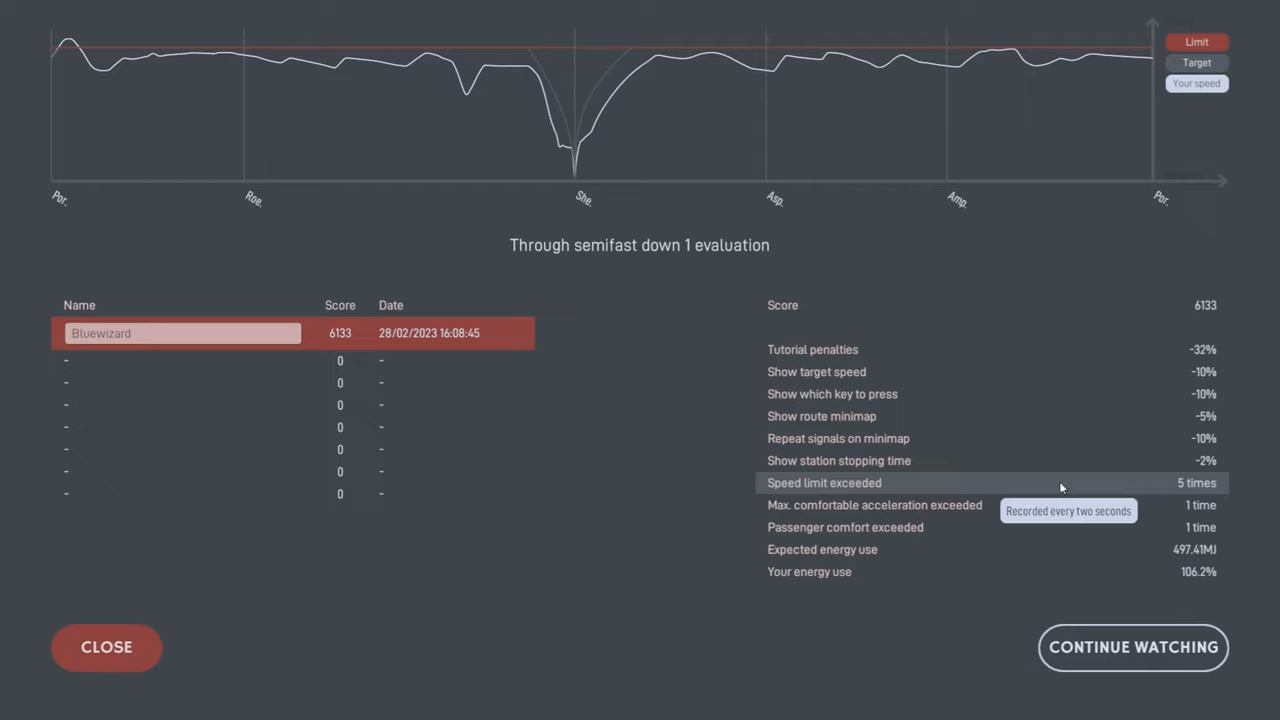 Limit
Target
Your speed
Por.
Roe.
She.
Asp.
Amp.
Por.
Through semifast down 1 evaluation
Name Score Date
Bluewizard 6133 28/02/2023 16:08:45
- 0 -
- 0 -
- 0 -
- 0 -
- 0 -
- 0 -
- 0 -
Score 6133
Tutorial penalties -32%
Show target speed -10%
Show which key to press -10%
Show route minimap -5%
Repeat signals on minimap -10%
Show station stopping time -2%
Speed limit exceeded 5 times
Max. comfortable acceleration exceeded 1 time
Recorded every two seconds
Passenger comfort exceeded 1 time
Expected energy use 497.41MJ
Your energy use 106.2%
CLOSE
CONTINUE WATCHING